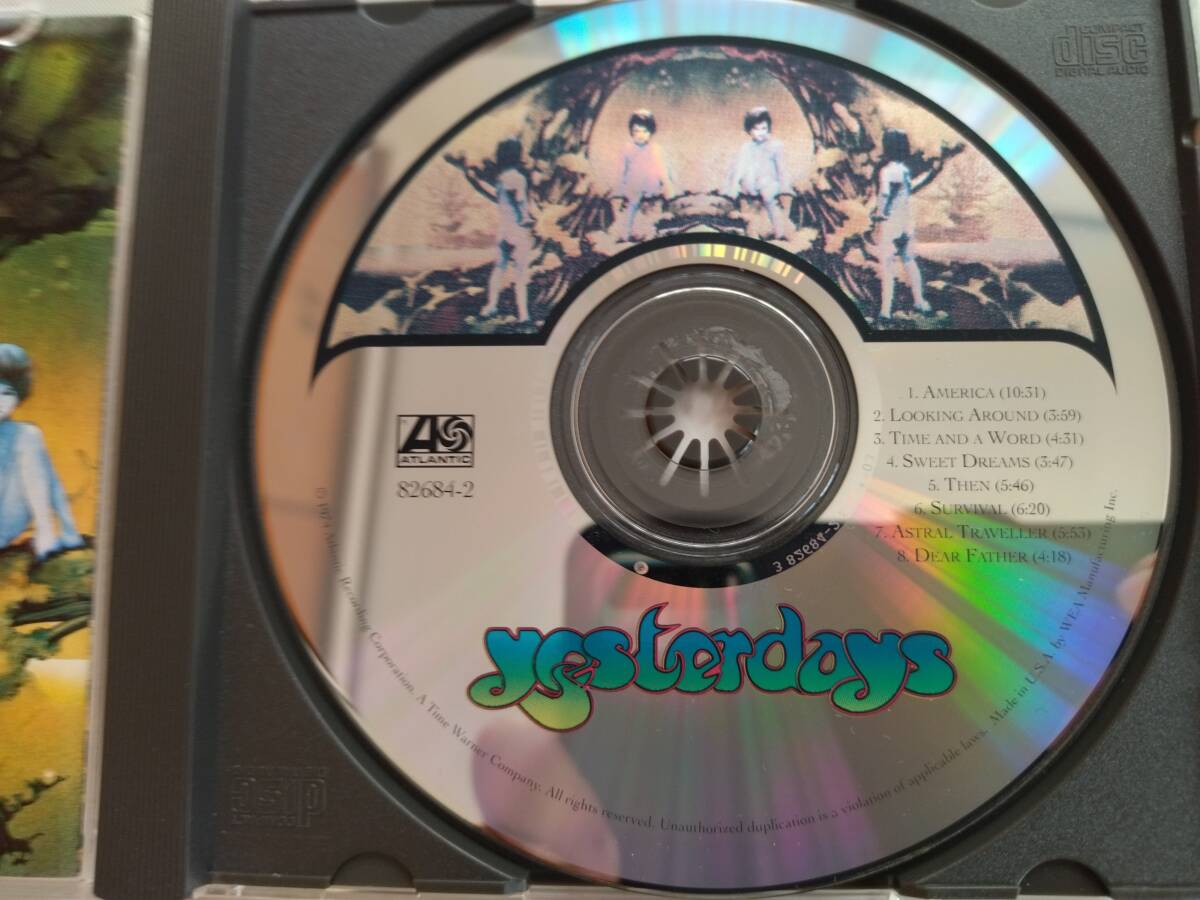 COMPACT
disc
DIGITAL AUDIO
1. AMERICA (10:31)
2. LOOKING AROUND (3:59)
3. TIME AND A WORD (4:31)
4. SWEET DREAMS (3:47)
5. THEN (5:46)
6. SURVIVAL (6:20)
7. ASTRAL TRAVELLER (5:53)
8. DEAR FATHER (4:18)
ATLANTIC
82684-2
3 82684-
yesterdays
Atlantic Recording Corporation. A Time Warner Company. All rights reserved. Unauthorized duplication is a violation of applicable laws. Made in U.S.A. by WEA Manufacturing Inc.